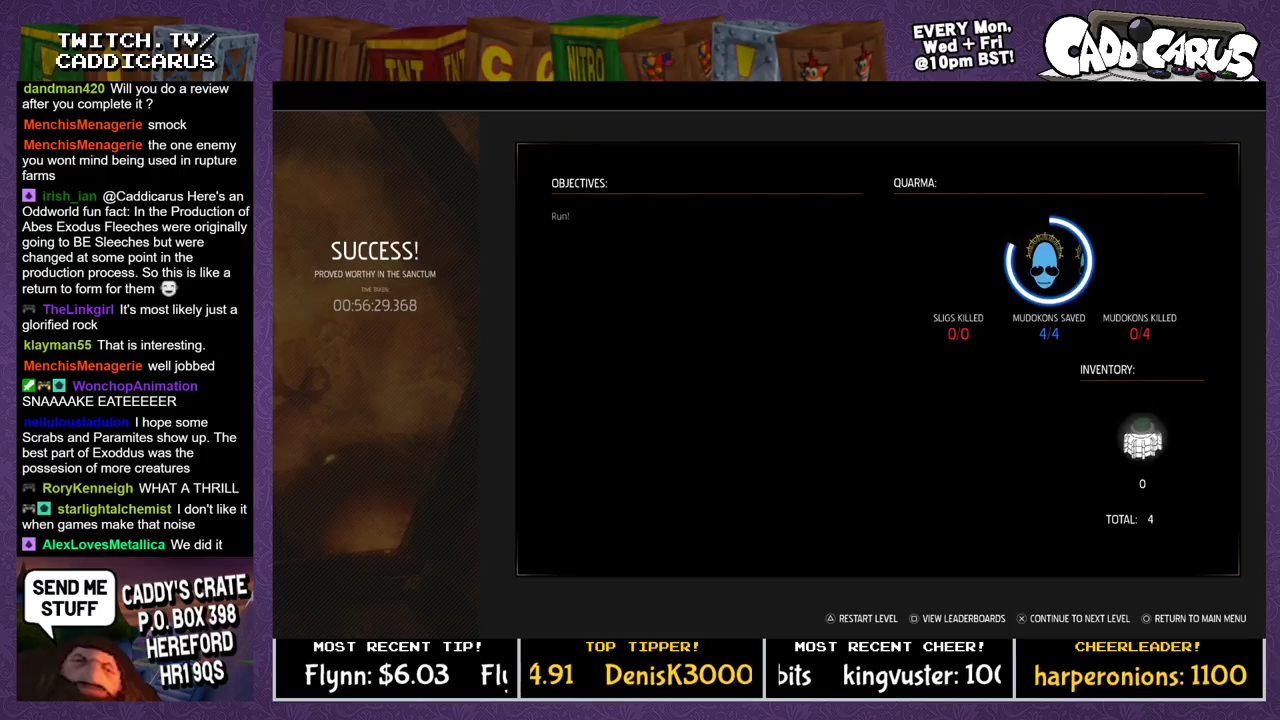 TWITCH.TV/
CADDICARUS
EVERY Mon,
Wed + Fri
@10pm BST!
CADDICARUS
TNT
TNT
C
C
NITRO
dandman420 Will you do a review
after you complete it ?
MenchisMenagerie smock
MenchisMenagerie the one enemy
you wont mind being used in rupture
farms
irish_ian @Caddicarus Here's an
Oddworld fun fact: In the Production of
Abes Exodus Fleeches were originally
going to BE Sleeches but were
changed at some point in the
production process. So this is like a
return to form for them
TheLinkgirl It's most likely just a
glorified rock
klayman55 That is interesting.
MenchisMenagerie well jobbed
WonchopAnimation
SNAAAAKE EATEEEEER
neilulousladulon I hope some
Scrabs and Paramites show up. The
best part of Exoddus was the
possesion of more creatures
RoryKenneigh WHAT A THRILL
starlightalchemist I don't like it
when games make that noise
AlexLovesMetallica We did it
SEND ME
STUFF
CADDY'S CRATE
P.O. BOX 398
HEREFORD
HR1 9QS
SUCCESS!
PROVED WORTHY IN THE SANCTUM
TIME TAKEN:
00:56:29.368
OBJECTIVES:
Run!
QUARMA:
SLIGS KILLED
0/0
MUDOKONS SAVED
4/4
MUDOKONS KILLED
0/4
INVENTORY:
0
TOTAL: 4
RESTART LEVEL
VIEW LEADERBOARDS
CONTINUE TO NEXT LEVEL
RETURN TO MAIN MENU
MOST RECENT TIP!
Flynn: $6.03 Fly
TOP TIPPER!
4.91 DenisK3000
MOST RECENT CHEER!
bits kingvuster: 100
CHEERLEADER!
harperonions: 1100